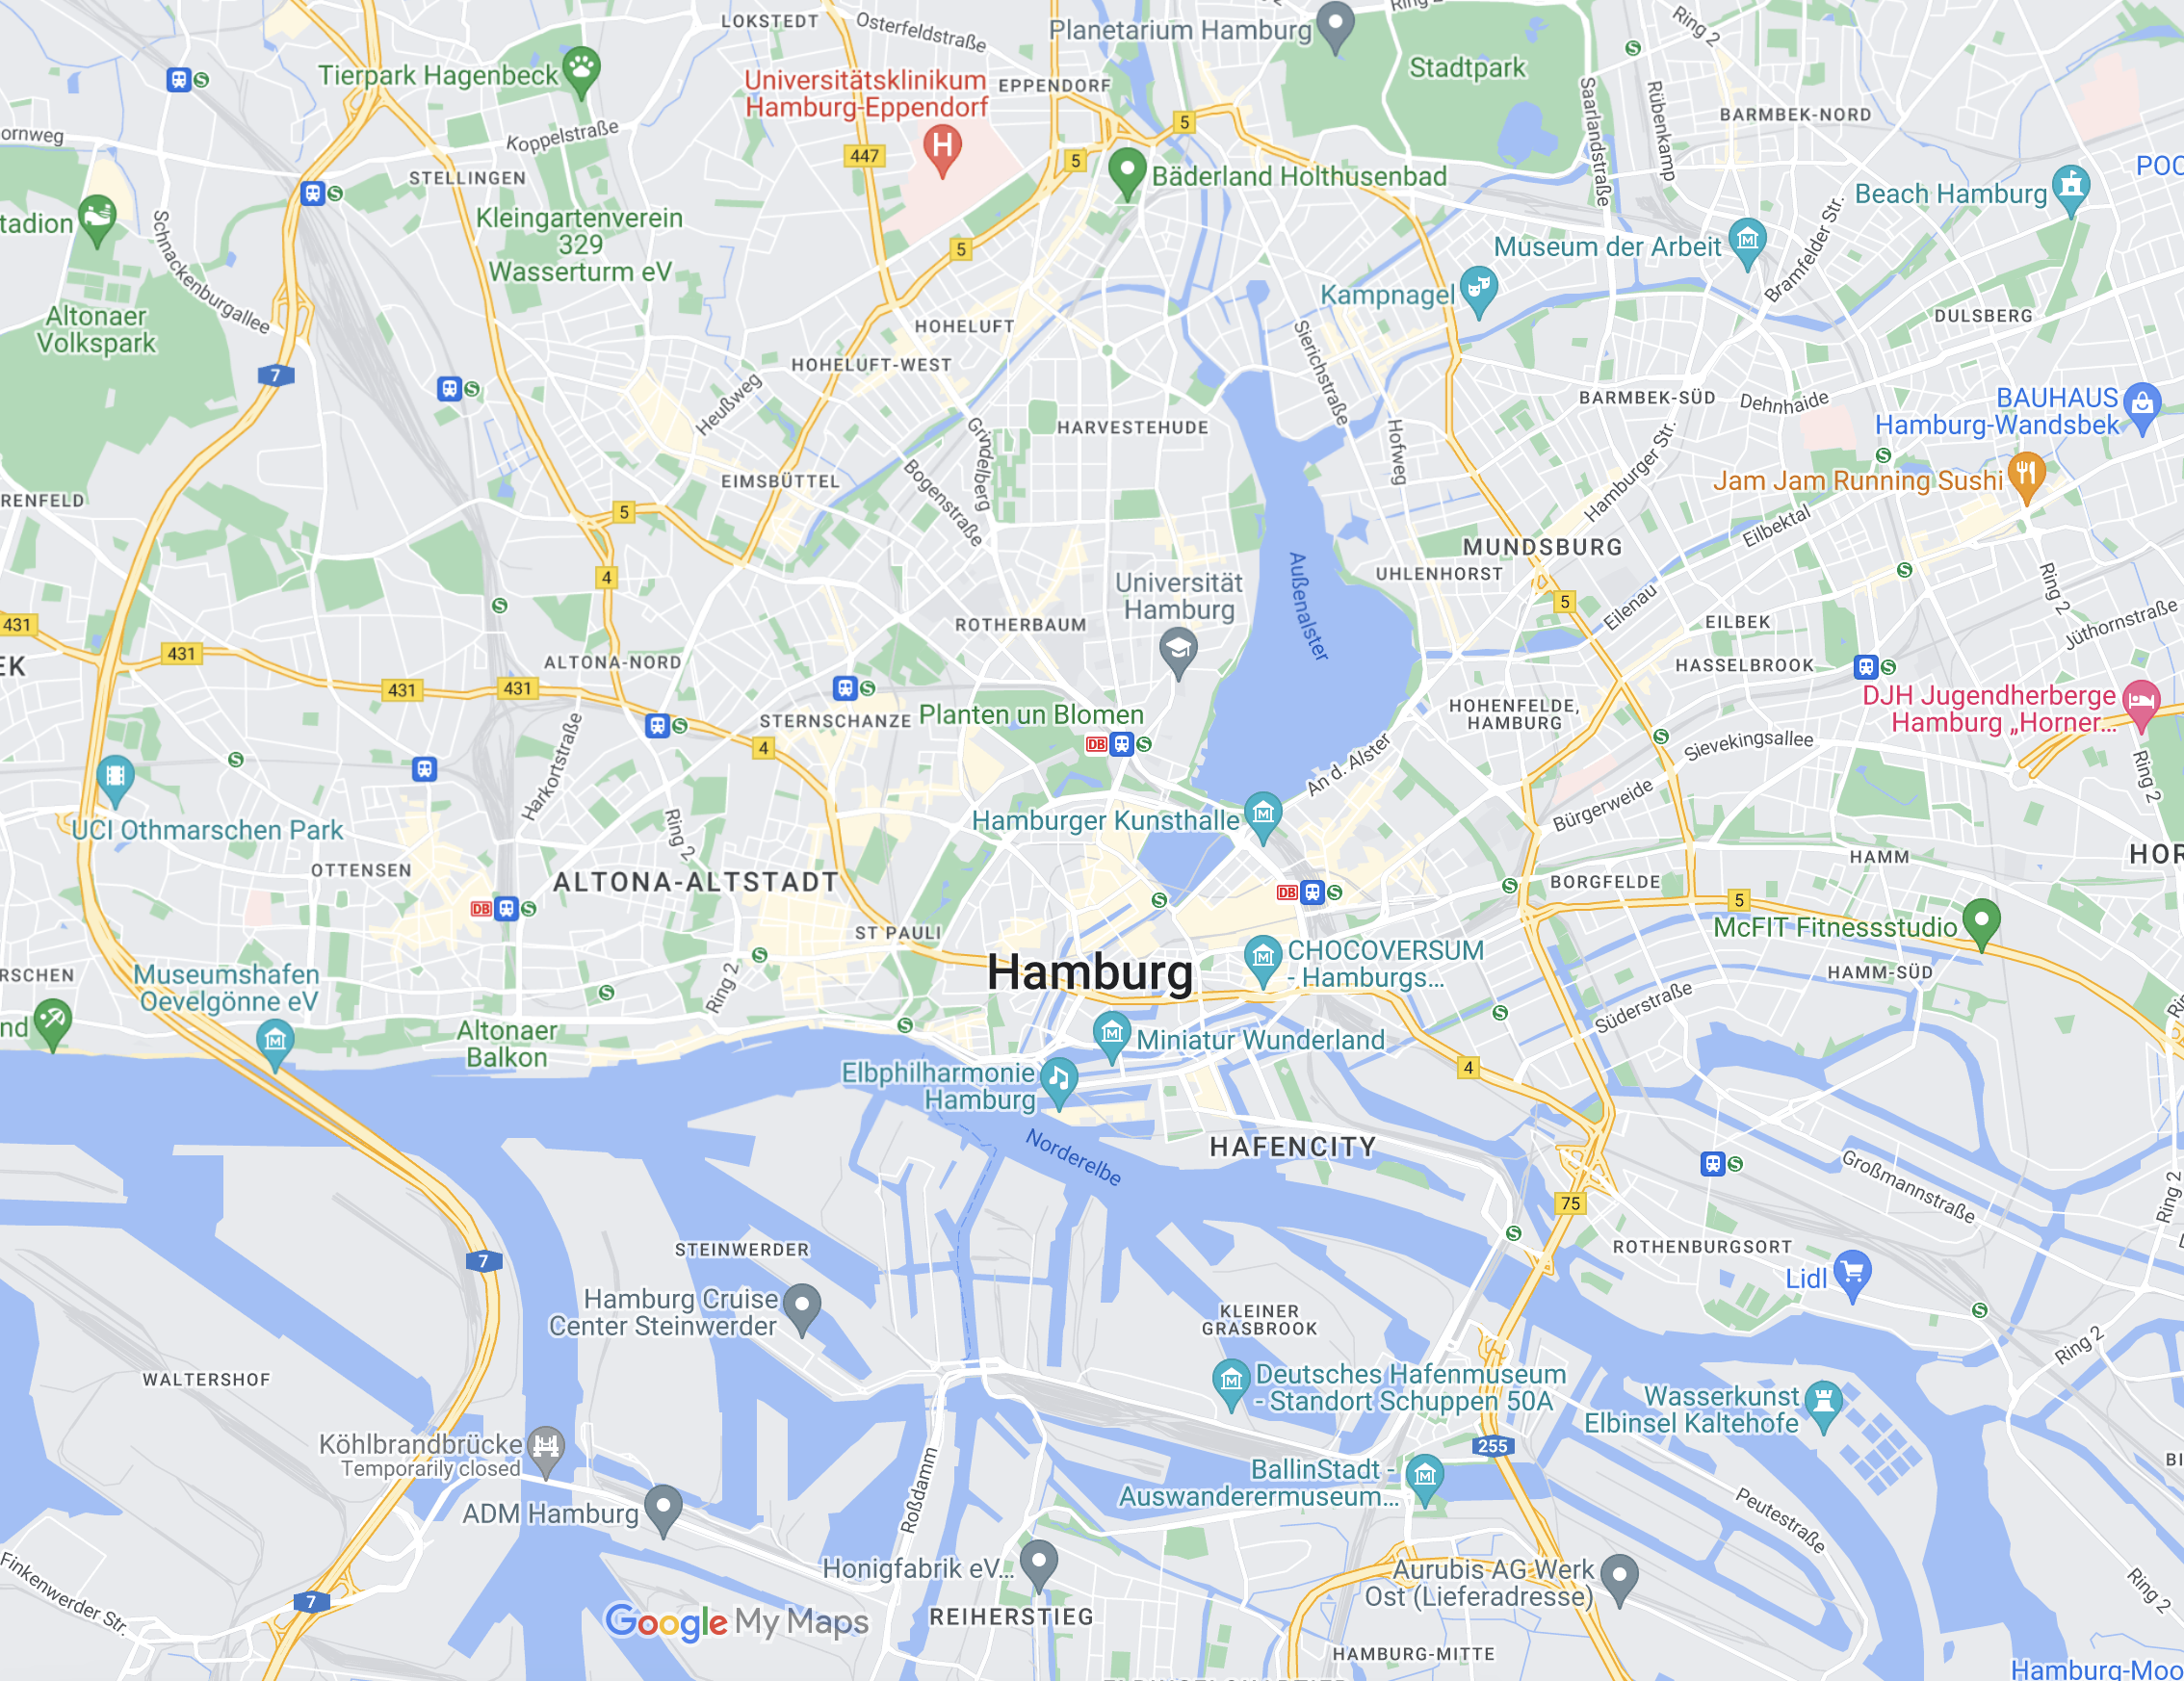 LOKSTEDT
Osterfeldstraße
Planetarium Hamburg
Ring 2
Stadtpark
Tierpark Hagenbeck
Universitätsklinikum
Hamburg-Eppendorf
EPPENDORF
Saarlandstraße
Rübenkamp
BARMBEK-NORD
ornweg
Koppelstraße
447
5
5
STELLINGEN
Bäderland Holthusenbad
Beach Hamburg
POC
tadion
Schnackenburgallee
Kleingartenverein
329
Wasserturm eV
5
Museum der Arbeit
Bramfelder Str.
Kampnagel
Altonaer
Volkspark
HOHELUFT
Sierichstraße
DULSBERG
HOHELUFT-WEST
7
Heußweg
BARMBEK-SÜD
Dehnhaide
BAUHAUS
Hamburg-Wandsbek
HARVESTEHUDE
Grindelberg
Hofweg
Hamburger Str.
EIMSBÜTTEL
Bogenstraße
Jam Jam Running Sushi
RENFELD
5
MUNDSBURG
Eilbektal
4
Universität
Hamburg
Außenalster
UHLENHORST
5
Eilenau
Ring 2
431
ROTHERBAUM
EILBEK
Jüthornstraße
EK
431
ALTONA-NORD
HASSELBROOK
431
431
STERNSCHANZE
Planten un Blomen
HOHENFELDE,
HAMBURG
DJH Jugendherberge
Hamburg „Horner...
4
DB
Harkortstraße
An d. Alster
Sievekingsallee
Ring 2
UCI Othmarschen Park
Ring 2
Hamburger Kunsthalle
Bürgerweide
OTTENSEN
ALTONA-ALTSTADT
DB
BORGFELDE
HAMM
HOR
DB
ST PAULI
5
McFIT Fitnessstudio
RSCHEN
Museumshafen
Oevelgönne eV
Ring 2
Hamburg
CHOCOVERSUM
- Hamburgs...
HAMM-SÜD
Süderstraße
nd
Altonaer
Balkon
Miniatur Wunderland
4
Elbphilharmonie
Hamburg
Norderelbe
HAFENCITY
Großmannstraße
75
Ring 2
STEINWERDER
7
ROTHENBURGSORT
Lidl
Hamburg Cruise
Center Steinwerder
KLEINER
GRASBROOK
Ring 2
WALTERSHOF
Deutsches Hafenmuseum
- Standort Schuppen 50A
Wasserkunst
Elbinsel Kaltehofe
Köhlbrandbrücke
Temporarily closed
255
BI
ADM Hamburg
Roßdamm
BallinStadt -
Auswanderermuseum...
Peutestraße
Finkenwerder Str.
Honigfabrik eV...
Aurubis AG Werk
Ost (Lieferadresse)
Ring 2
7
Google My Maps
REIHERSTIEG
HAMBURG-MITTE
Hamburg-Moo